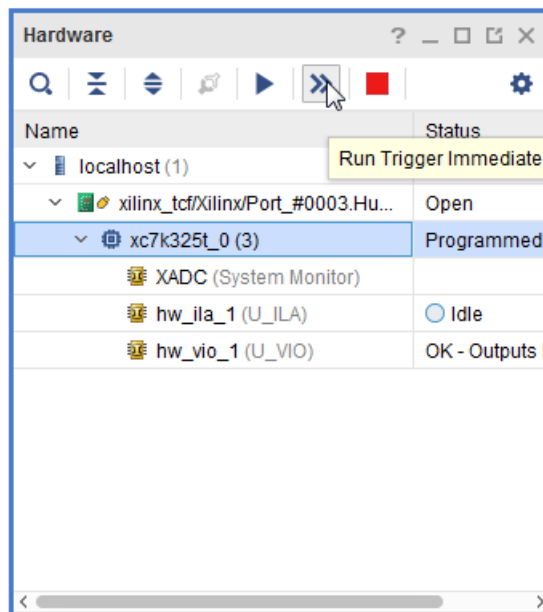 Hardware
Name Status
localhost (1)
Run Trigger Immediate
xilinx_tcf/Xilinx/Port_#0003.Hu... Open
xc7k325t_0 (3) Programmed
XADC (System Monitor)
hw_ila_1 (U_ILA) Idle
hw_vio_1 (U_VIO) OK - Outputs